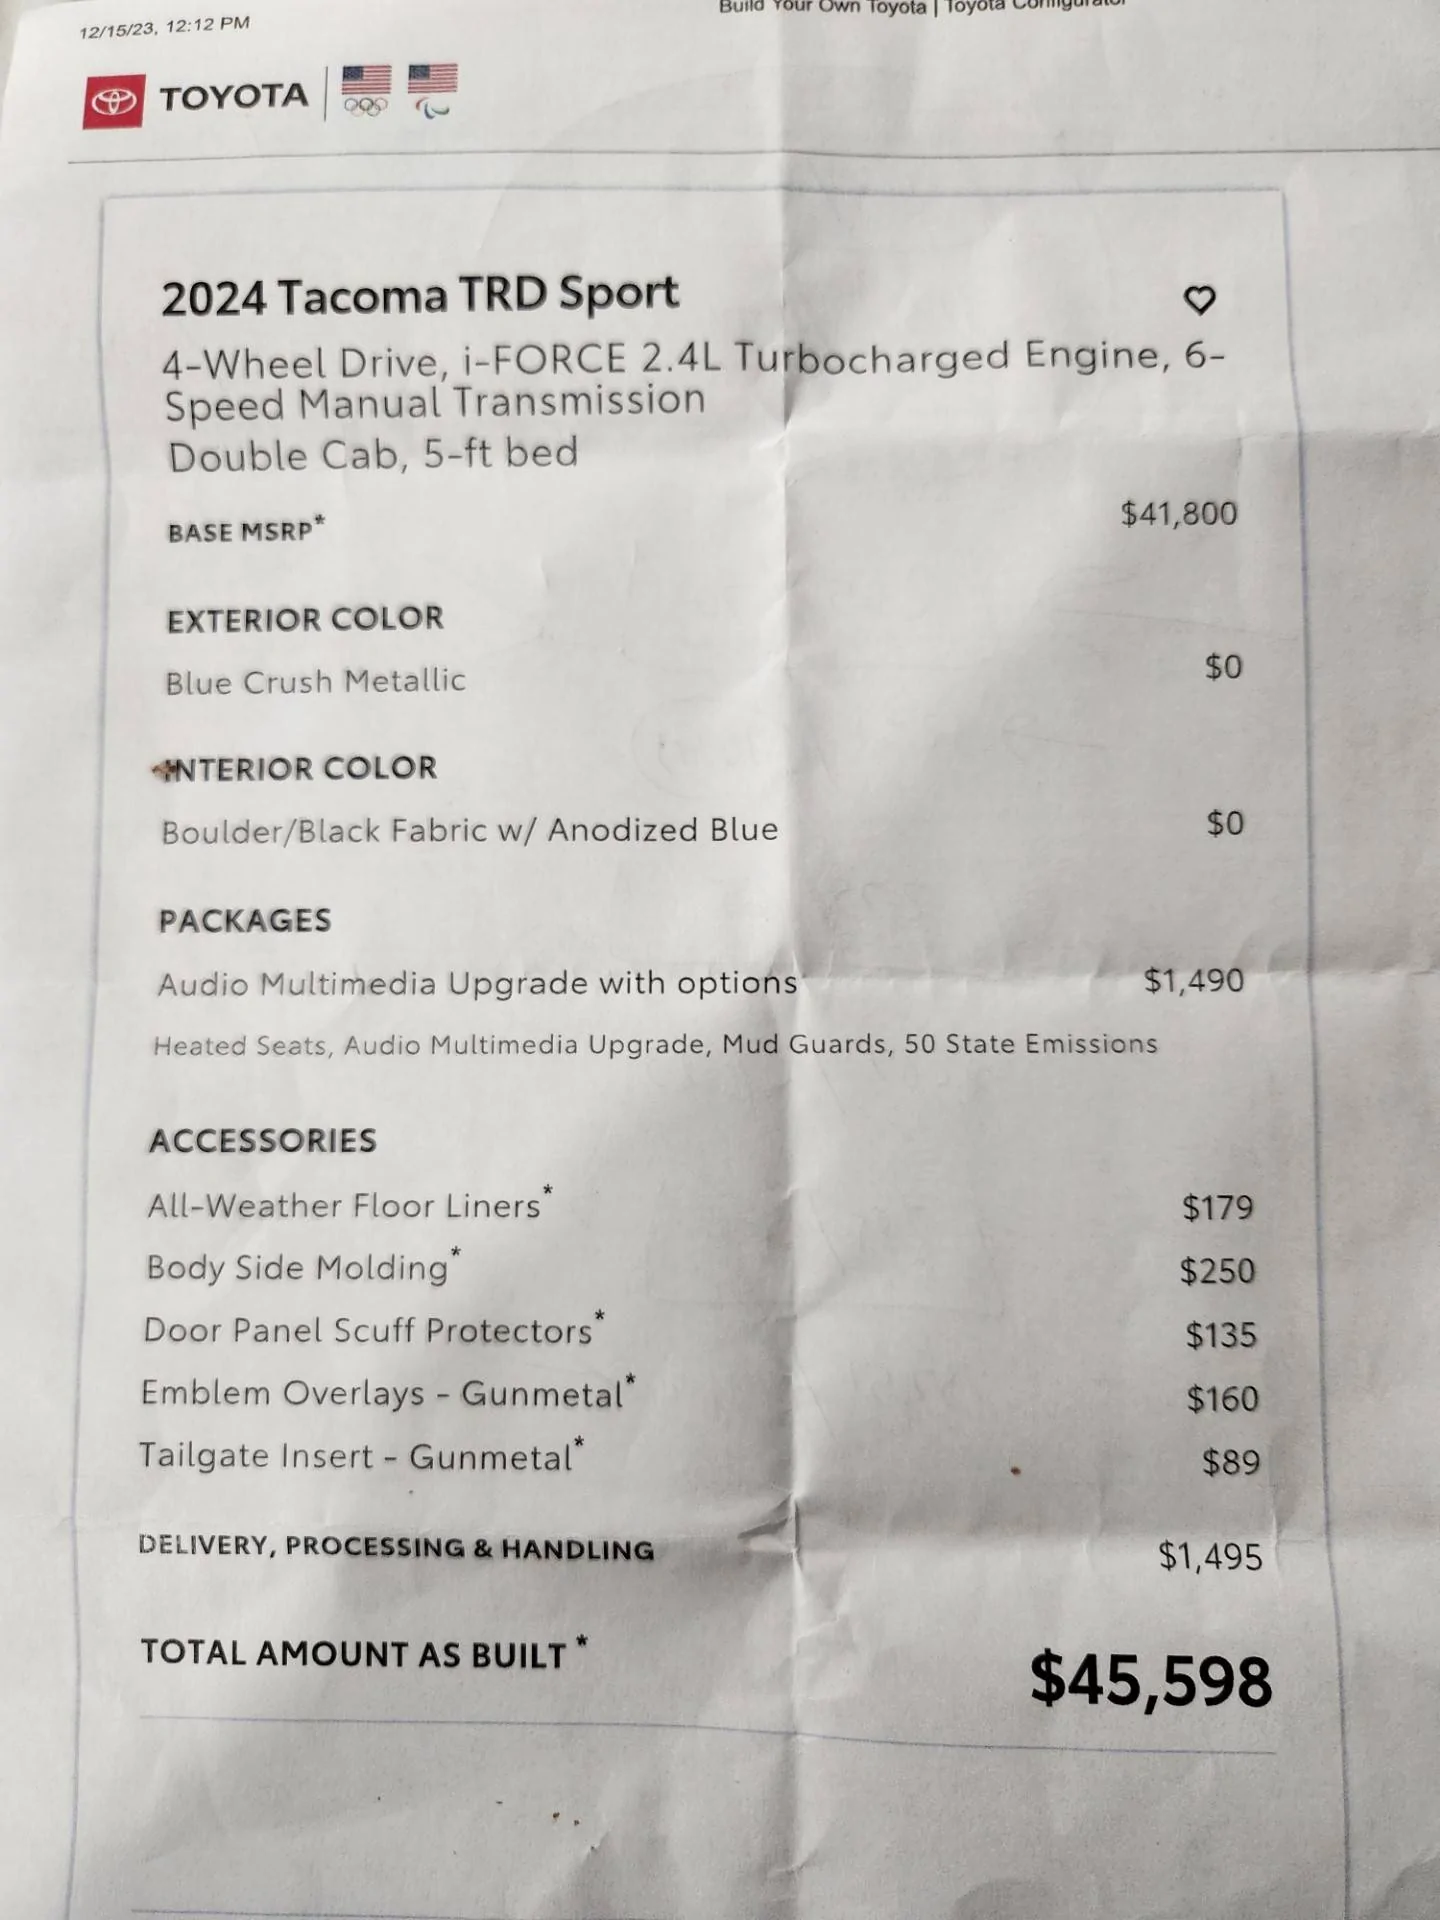 12/15/23, 12:12 PM
Build Your Own Toyota | Toyota Configurator
TOYOTA
2024 Tacoma TRD Sport
4-Wheel Drive, i-FORCE 2.4L Turbocharged Engine, 6-
Speed Manual Transmission
Double Cab, 5-ft bed
BASE MSRP* $41,800
EXTERIOR COLOR
Blue Crush Metallic $0
INTERIOR COLOR
Boulder/Black Fabric w/ Anodized Blue $0
PACKAGES
Audio Multimedia Upgrade with options $1,490
Heated Seats, Audio Multimedia Upgrade, Mud Guards, 50 State Emissions
ACCESSORIES
All-Weather Floor Liners* $179
Body Side Molding* $250
Door Panel Scuff Protectors* $135
Emblem Overlays - Gunmetal* $160
Tailgate Insert - Gunmetal* $89
DELIVERY, PROCESSING & HANDLING $1,495
TOTAL AMOUNT AS BUILT * $45,598